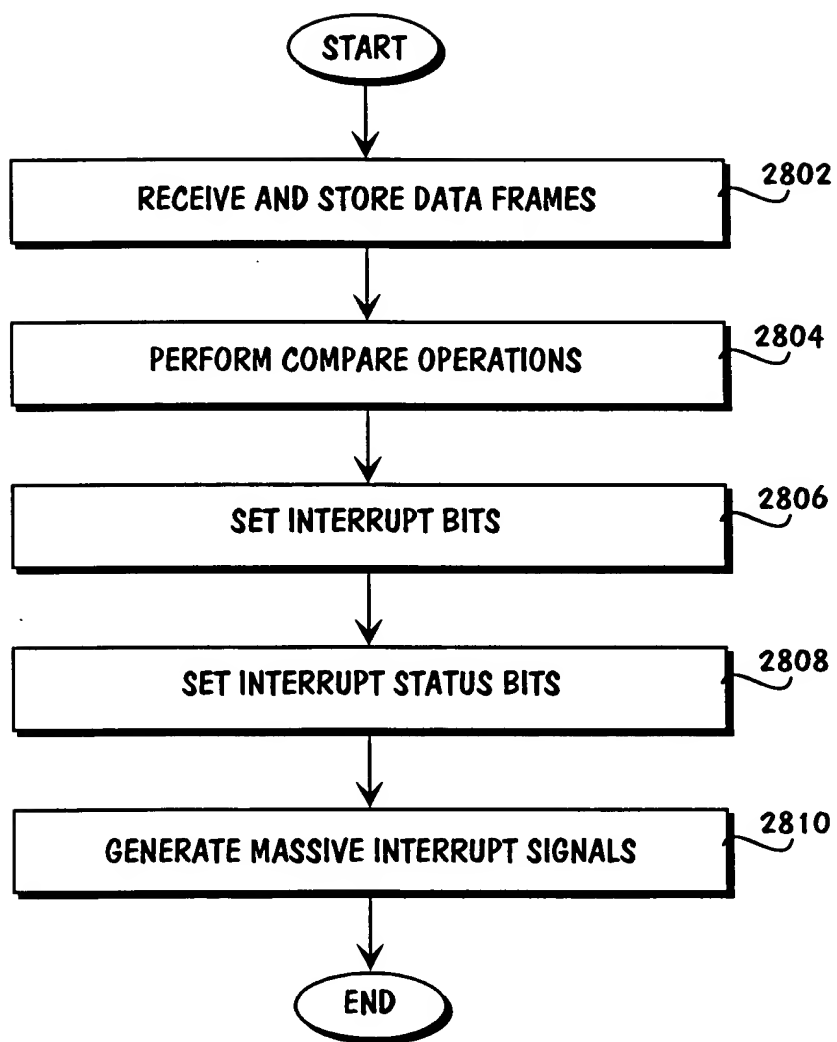 START
RECEIVE AND STORE DATA FRAMES
2802
PERFORM COMPARE OPERATIONS
2804
SET INTERRUPT BITS
2806
SET INTERRUPT STATUS BITS
2808
GENERATE MASSIVE INTERRUPT SIGNALS
2810
END